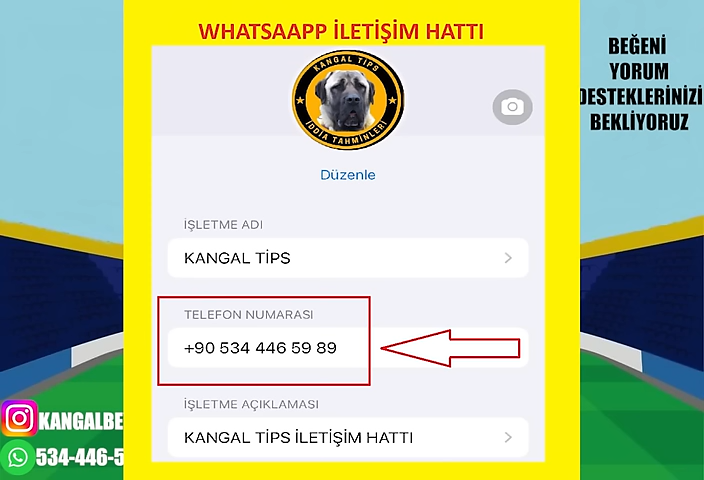 WHATSAAPP İLETİŞİM HATTI
KANGAL TIPS
İDDİA TAHMİNLERİ
BEĞENİ
YORUM
DESTEKLERİNİZİ
BEKLİYORUZ
Düzenle
İŞLETME ADI
KANGAL TİPS
TELEFON NUMARASI
+90 534 446 59 89
İŞLETME AÇIKLAMASI
KANGAL TİPS İLETİŞİM HATTI
KANGALBE
534-446-5